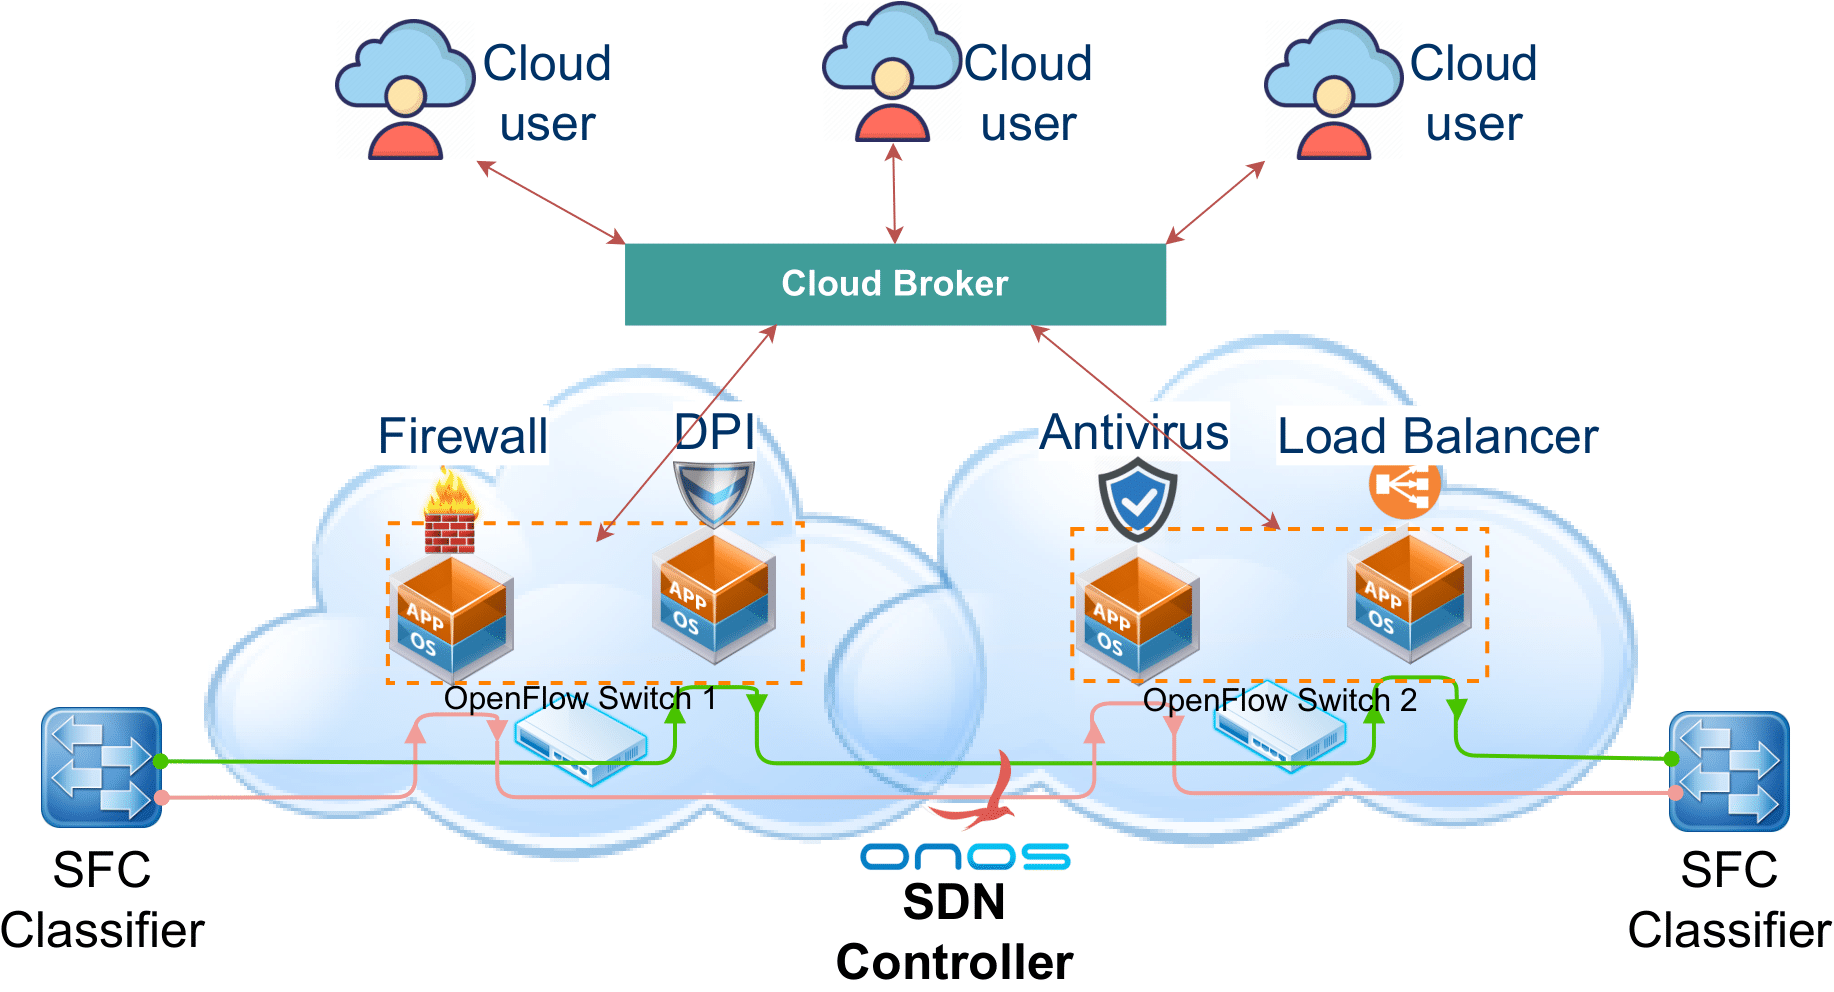 Cloud
user
Cloud
user
Cloud
user
Cloud Broker
Firewall
DPI
Antivirus
Load Balancer
APP
OS
APP
OS
APP
OS
APP
OS
OpenFlow Switch 1
OpenFlow Switch 2
SFC
Classifier
onos
SDN
Controller
SFC
Classifier